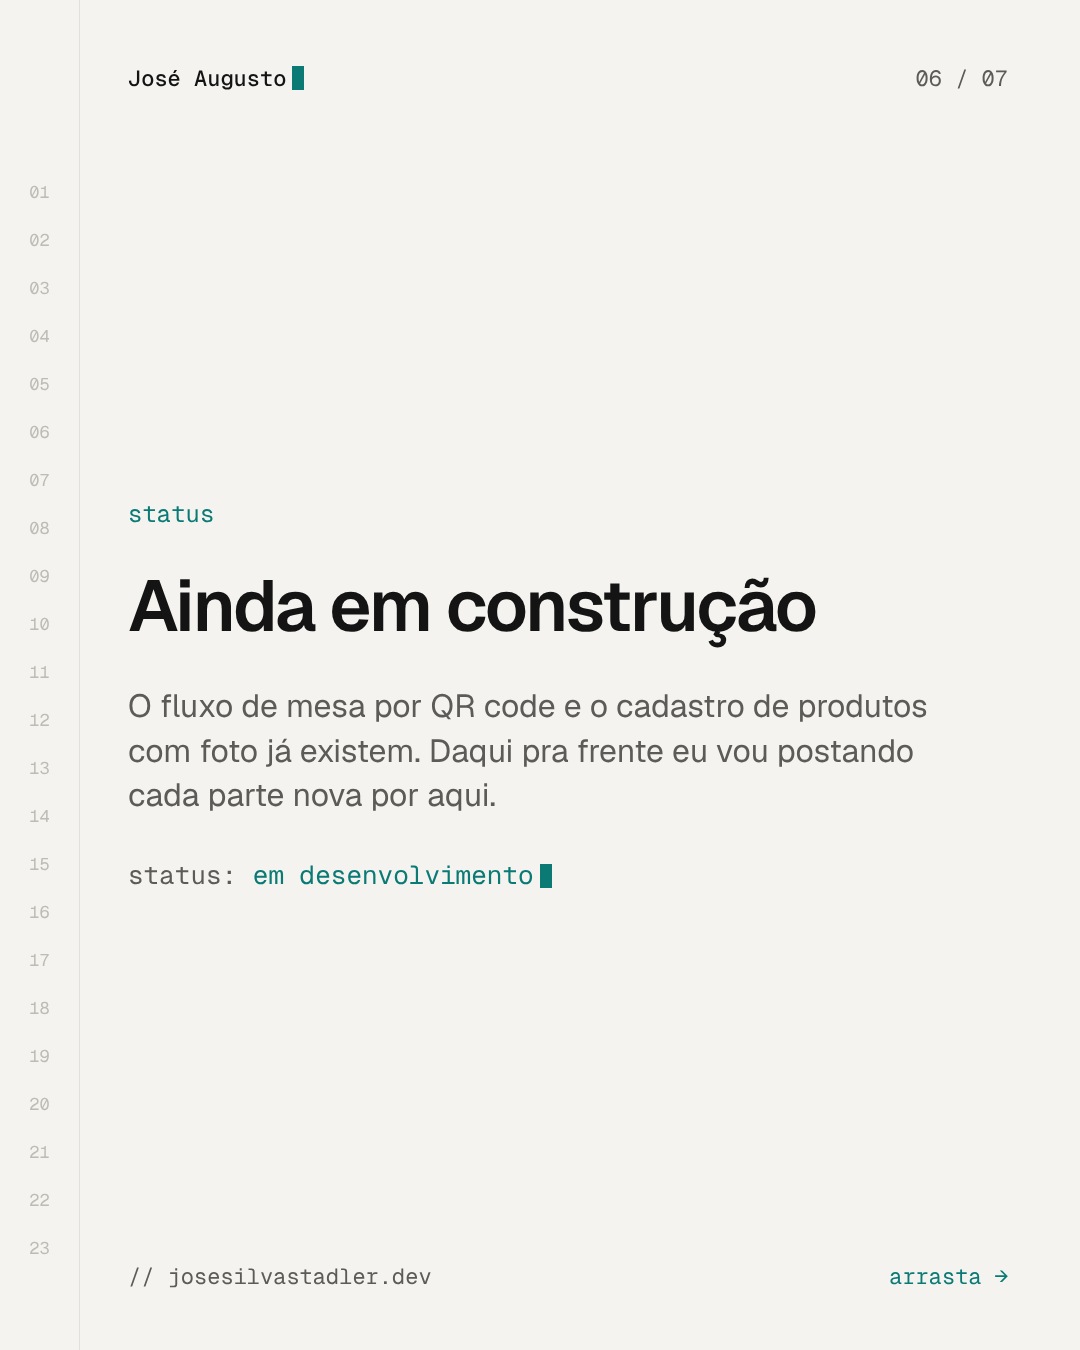 José Augusto
06 / 07
01
02
03
04
05
06
07
08
09
10
11
12
13
14
15
16
17
18
19
20
21
22
23
status
Ainda em construção
O fluxo de mesa por QR code e o cadastro de produtos
com foto já existem. Daqui pra frente eu vou postando
cada parte nova por aqui.
status: em desenvolvimento
// josesilvastadler.dev
arrasta →